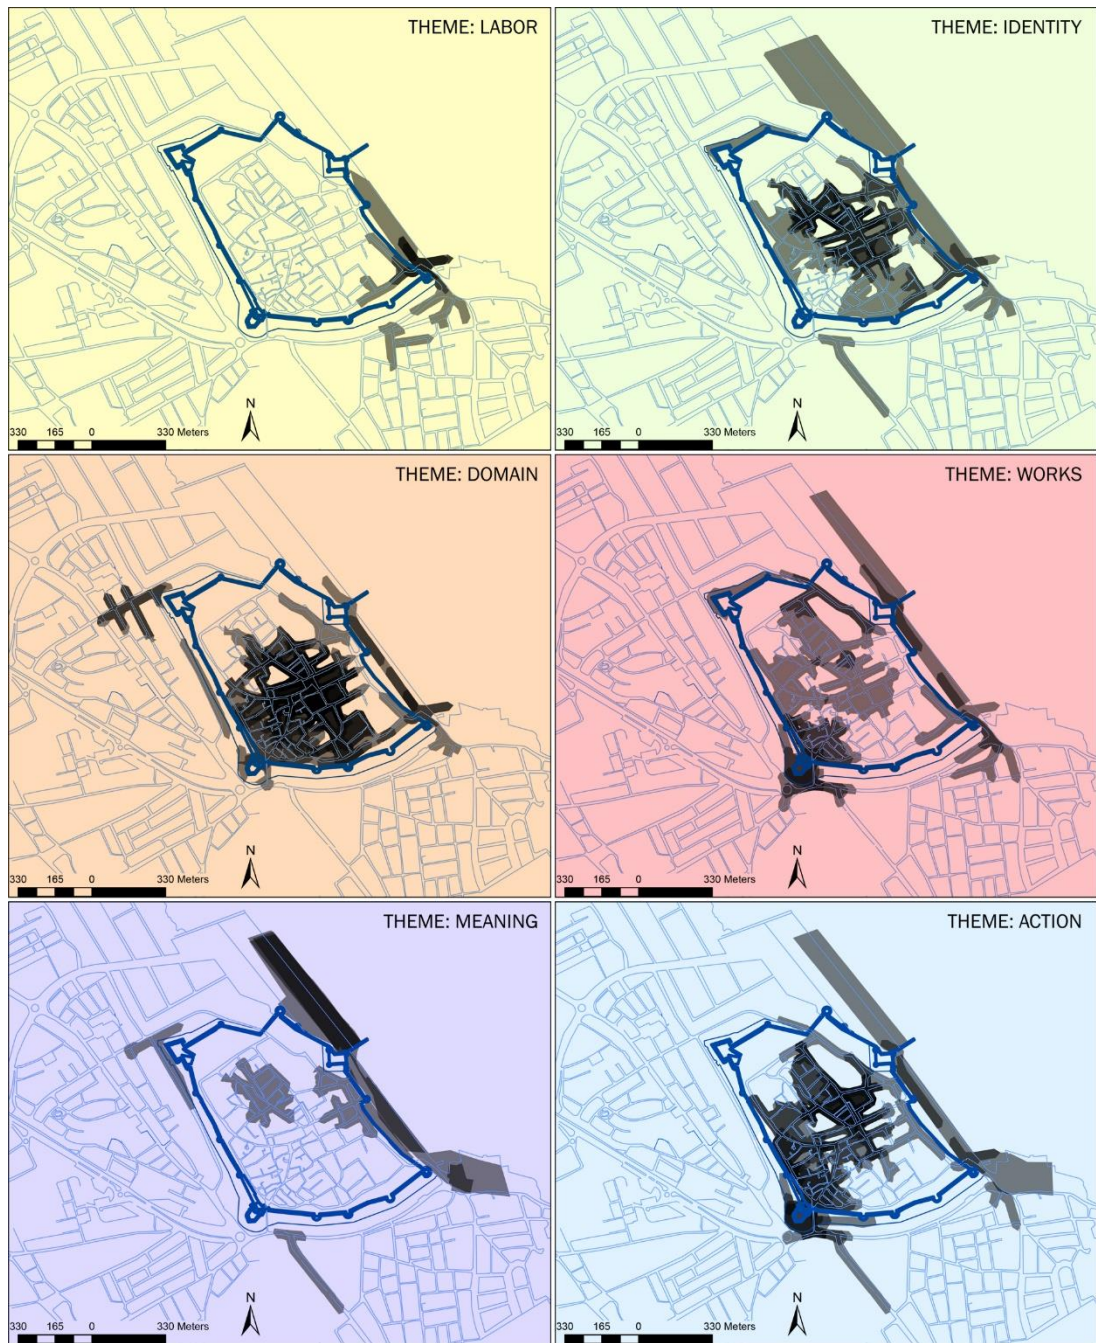 THEME: LABOR
N
330 165 0 330 Meters
THEME: IDENTITY
N
330 165 0 330 Meters
THEME: DOMAIN
N
330 165 0 330 Meters
THEME: WORKS
N
330 165 0 330 Meters
THEME: MEANING
N
330 165 0 330 Meters
THEME: ACTION
N
330 165 0 330 Meters